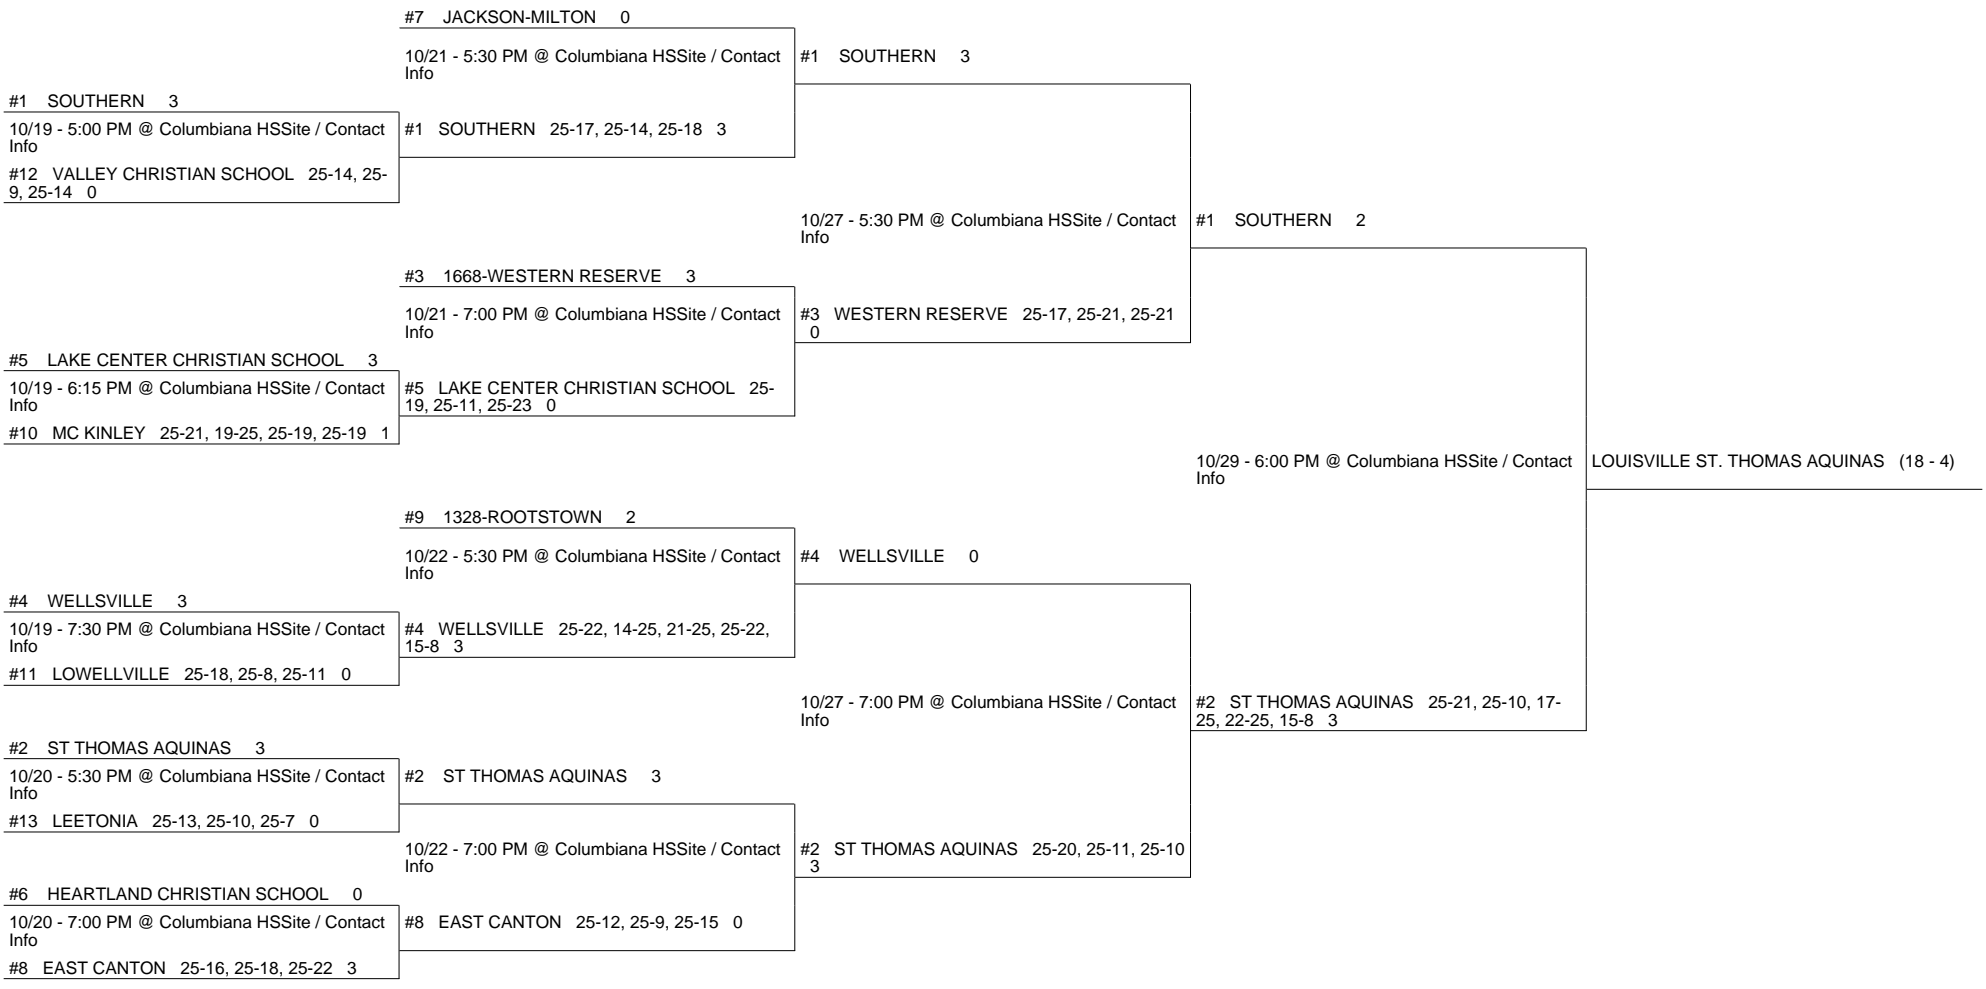 #7 JACKSON-MILTON 0
10/21 - 5:30 PM @ Columbiana HSSite / Contact
Info
#1 SOUTHERN 3
#1 SOUTHERN 3
10/19 - 5:00 PM @ Columbiana HSSite / Contact
Info
#1 SOUTHERN 25-17, 25-14, 25-18 3
#12 VALLEY CHRISTIAN SCHOOL 25-14, 25-
9, 25-14 0
10/27 - 5:30 PM @ Columbiana HSSite / Contact
Info
#1 SOUTHERN 2
#3 1668-WESTERN RESERVE 3
10/21 - 7:00 PM @ Columbiana HSSite / Contact
Info
#3 WESTERN RESERVE 25-17, 25-21, 25-21
0
#5 LAKE CENTER CHRISTIAN SCHOOL 3
10/19 - 6:15 PM @ Columbiana HSSite / Contact
Info
#5 LAKE CENTER CHRISTIAN SCHOOL 25-
19, 25-11, 25-23 0
#10 MC KINLEY 25-21, 19-25, 25-19, 25-19 1
10/29 - 6:00 PM @ Columbiana HSSite / Contact
Info
LOUISVILLE ST. THOMAS AQUINAS (18 - 4)
#9 1328-ROOTSTOWN 2
10/22 - 5:30 PM @ Columbiana HSSite / Contact
Info
#4 WELLSVILLE 0
#4 WELLSVILLE 3
10/19 - 7:30 PM @ Columbiana HSSite / Contact
Info
#4 WELLSVILLE 25-22, 14-25, 21-25, 25-22,
15-8 3
#11 LOWELLVILLE 25-18, 25-8, 25-11 0
10/27 - 7:00 PM @ Columbiana HSSite / Contact
Info
#2 ST THOMAS AQUINAS 25-21, 25-10, 17-
25, 22-25, 15-8 3
#2 ST THOMAS AQUINAS 3
10/20 - 5:30 PM @ Columbiana HSSite / Contact
Info
#2 ST THOMAS AQUINAS 3
#13 LEETONIA 25-13, 25-10, 25-7 0
10/22 - 7:00 PM @ Columbiana HSSite / Contact
Info
#2 ST THOMAS AQUINAS 25-20, 25-11, 25-10
3
#6 HEARTLAND CHRISTIAN SCHOOL 0
10/20 - 7:00 PM @ Columbiana HSSite / Contact
Info
#8 EAST CANTON 25-12, 25-9, 25-15 0
#8 EAST CANTON 25-16, 25-18, 25-22 3